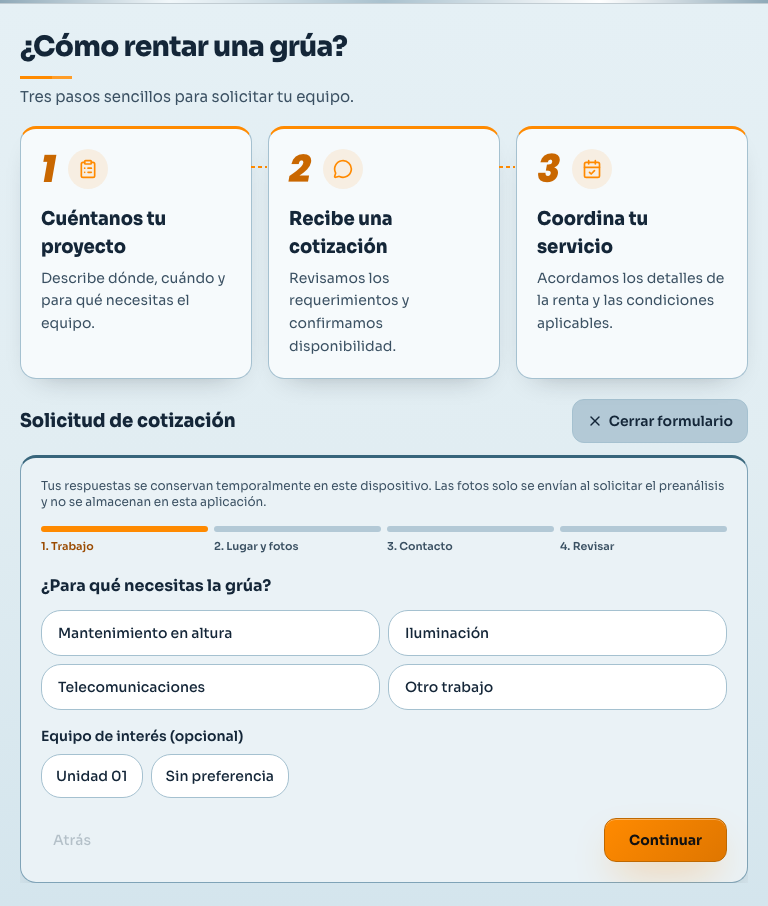 ¿Cómo rentar una grúa?
Tres pasos sencillos para solicitar tu equipo.
1
Cuéntanos tu
proyecto
Describe dónde, cuándo y
para qué necesitas el
equipo.
2
Recibe una
cotización
Revisamos los
requerimientos y
confirmamos
disponibilidad.
3
Coordina tu
servicio
Acordamos los detalles de
la renta y las condiciones
aplicables.
Solicitud de cotización
Cerrar formulario
Tus respuestas se conservan temporalmente en este dispositivo. Las fotos solo se envían al solicitar el preanálisis
y no se almacenan en esta aplicación.
1. Trabajo
2. Lugar y fotos
3. Contacto
4. Revisar
¿Para qué necesitas la grúa?
Mantenimiento en altura
Iluminación
Telecomunicaciones
Otro trabajo
Equipo de interés (opcional)
Unidad 01
Sin preferencia
Atrás
Continuar